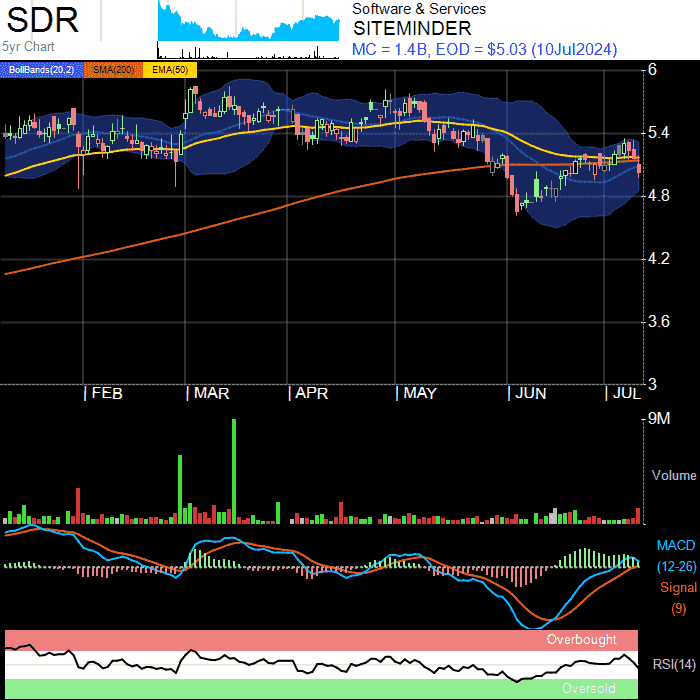 SDR
5yr Chart
Software & Services
SITEMINDER
MC = 1.4B, EOD = $5.03 (10Jul2024)
BollBands(20,2) SMA(200) EMA(50)
6
5.4
4.8
4.2
3.6
3
FEB MAR APR MAY JUN JUL
9M
Volume
MACD
(12-26)
Signal
(9)
Overbought
RSI(14)
Oversold